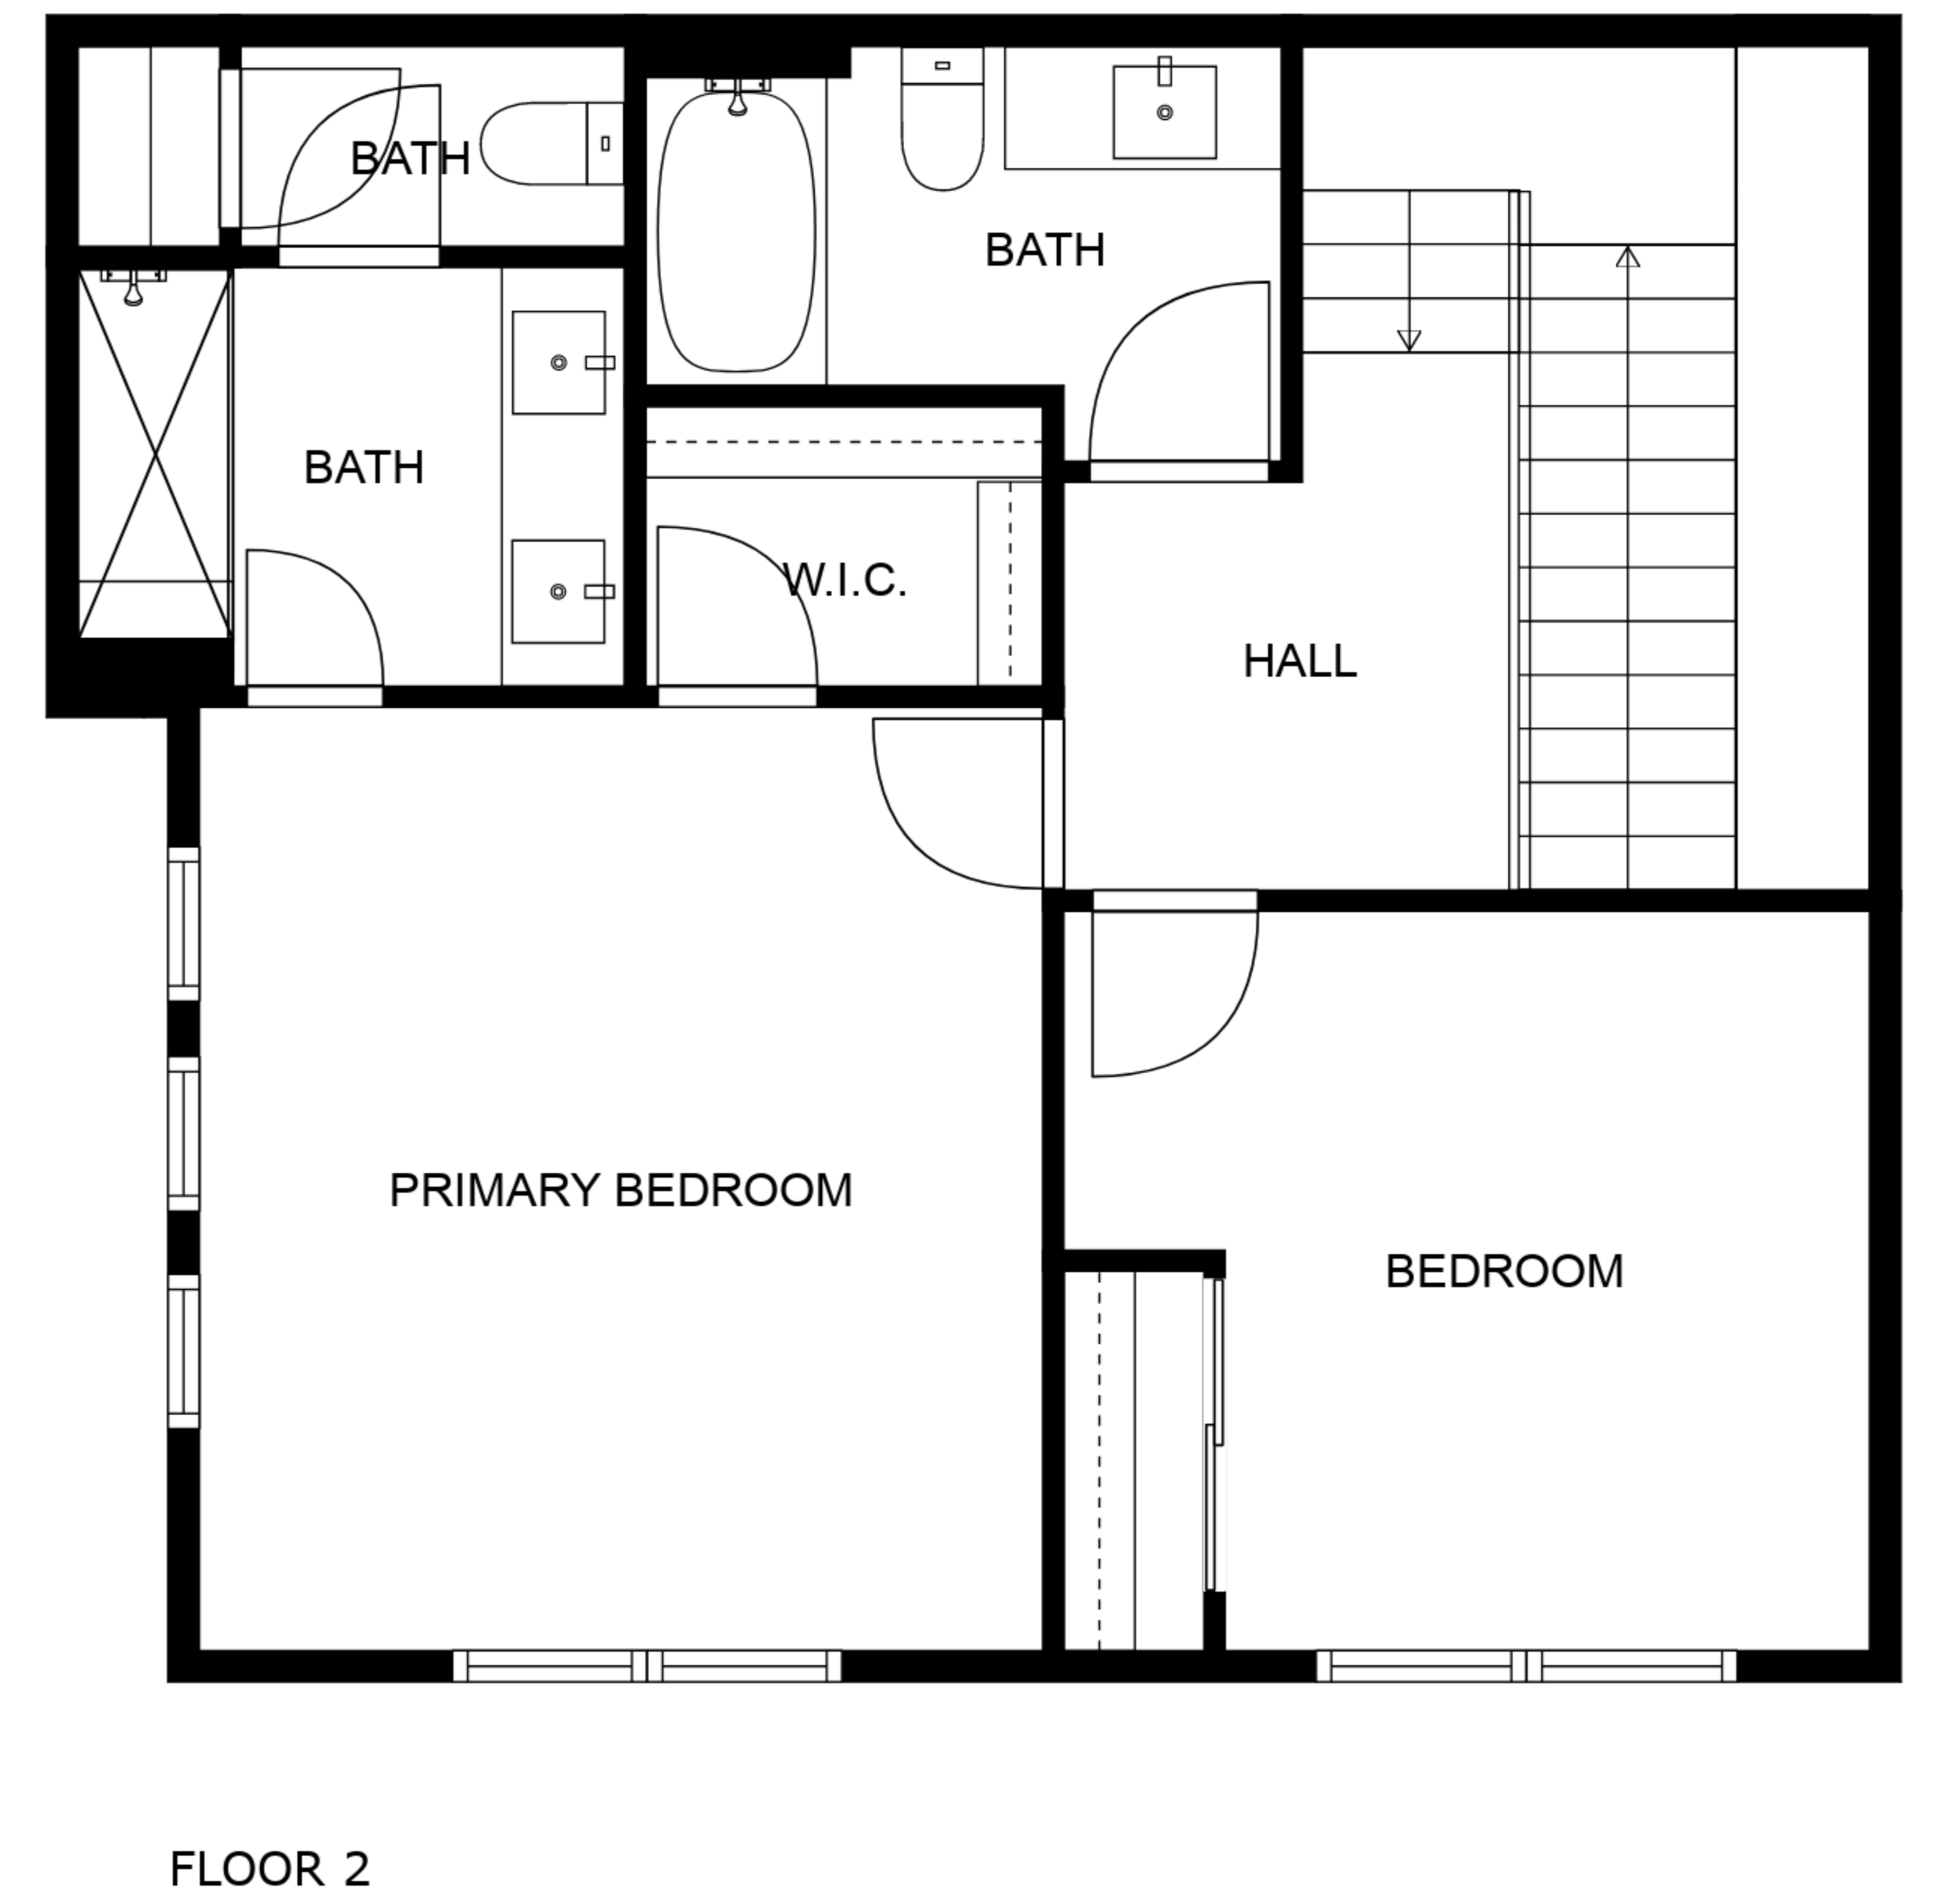 BATH
BATH
BATH
W.I.C.
HALL
PRIMARY BEDROOM
BEDROOM
FLOOR 2